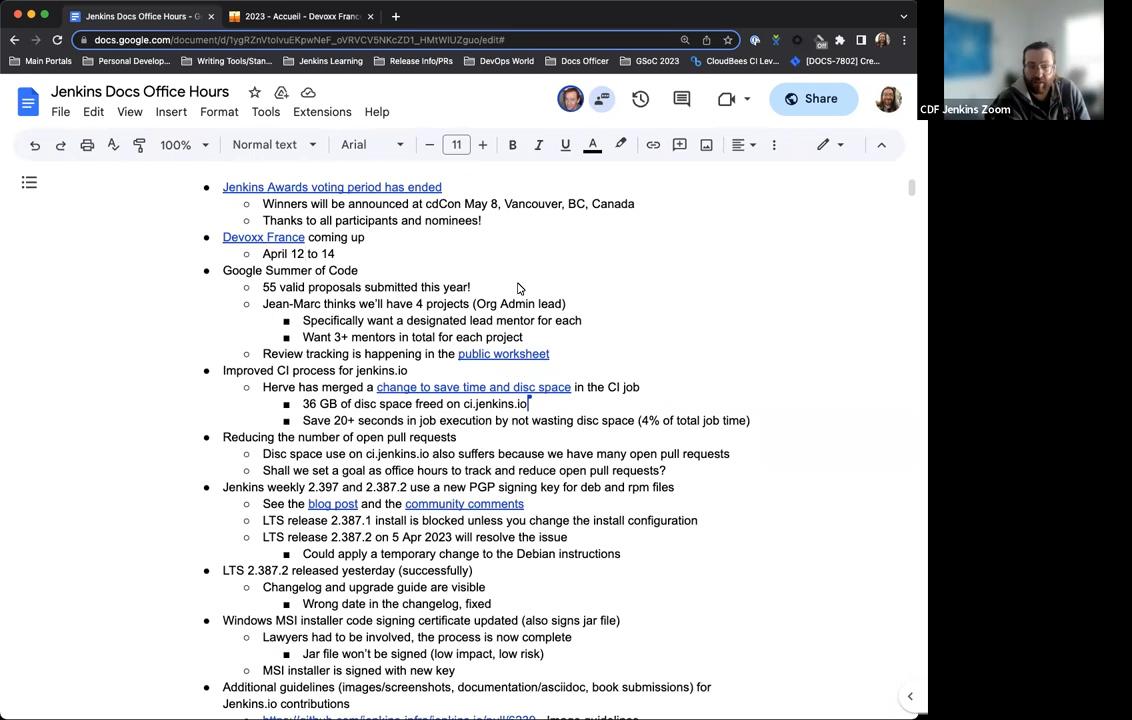 Jenkins Docs Office Hours - G
2023 - Accueil - Devoxx Franc
docs.google.com/document/d/1ygRZnVtoIvuEKpwNeF_oVRVCV5NKcZD1_HMtWIUZguo/edit#
Main Portals
Personal Develop...
Writing Tools/Stan...
Jenkins Learning
Release Info/PRs
DevOps World
Docs Officer
GSoC 2023
CloudBees CI Lev...
[DOCS-7802] Cre...
Jenkins Docs Office Hours
File Edit View Insert Format Tools Extensions Help
Share
100% Normal text Arial 11
CDF Jenkins Zoom
Jenkins Awards voting period has ended
Winners will be announced at cdCon May 8, Vancouver, BC, Canada
Thanks to all participants and nominees!
Devoxx France coming up
April 12 to 14
Google Summer of Code
55 valid proposals submitted this year!
Jean-Marc thinks we'll have 4 projects (Org Admin lead)
Specifically want a designated lead mentor for each
Want 3+ mentors in total for each project
Review tracking is happening in the public worksheet
Improved CI process for jenkins.io
Herve has merged a change to save time and disc space in the CI job
36 GB of disc space freed on ci.jenkins.io
Save 20+ seconds in job execution by not wasting disc space (4% of total job time)
Reducing the number of open pull requests
Disc space use on ci.jenkins.io also suffers because we have many open pull requests
Shall we set a goal as office hours to track and reduce open pull requests?
Jenkins weekly 2.397 and 2.387.2 use a new PGP signing key for deb and rpm files
See the blog post and the community comments
LTS release 2.387.1 install is blocked unless you change the install configuration
LTS release 2.387.2 on 5 Apr 2023 will resolve the issue
Could apply a temporary change to the Debian instructions
LTS 2.387.2 released yesterday (successfully)
Changelog and upgrade guide are visible
Wrong date in the changelog, fixed
Windows MSI installer code signing certificate updated (also signs jar file)
Lawyers had to be involved, the process is now complete
Jar file won't be signed (low impact, low risk)
MSI installer is signed with new key
Additional guidelines (images/screenshots, documentation/asciidoc, book submissions) for
Jenkins.io contributions